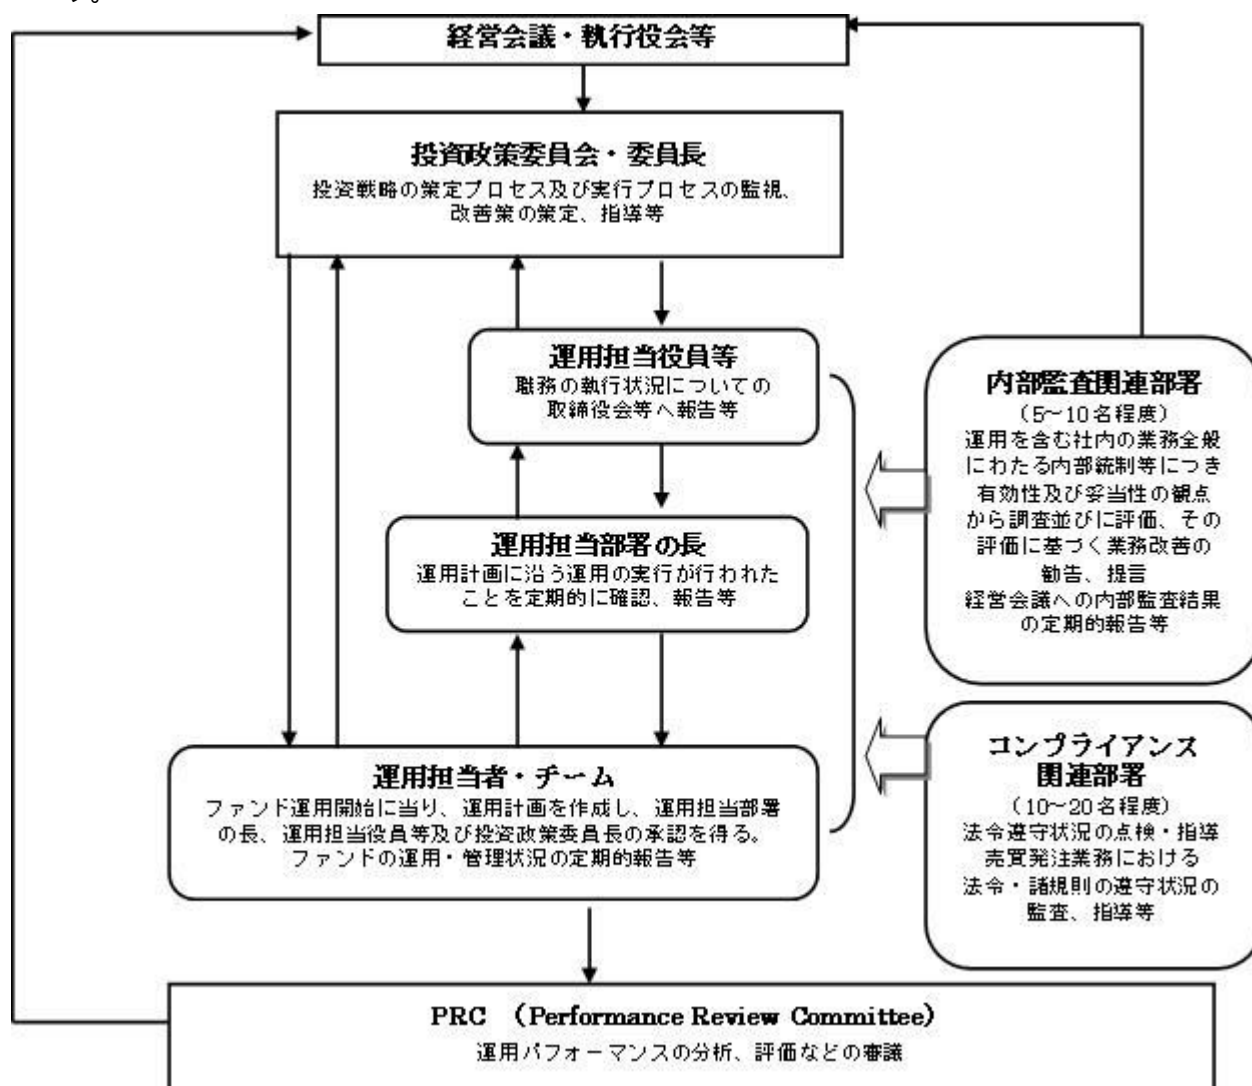 う。
経営会議・執行役会等
投資政策委員会・委員長
投資戦略の策定プロセス及び実行プロセスの監視、
改善策の策定、指導等
運用担当役員等
職務の執行状況についての
取締役会等へ報告等
運用担当部署の長
運用計画に沿う運用の実行が行われた
ことを定期的に確認、報告等
運用担当者・チーム
ファンド運用開始に当り、運用計画を作成し、運用担当部署
の長、運用担当役員等及び投資政策委員長の承認を得る。
ファンドの運用・管理状況の定期的報告等
内部監査関連部署
（5～10名程度）
運用を含む社内の業務全般
にわたる内部統制等につき
有効性及び妥当性の観点
から調査並びに評価、その
評価に基づく業務改善の
勧告、提言
経営会議への内部監査結果
の定期的報告等
コンプライアンス
関連部署
（10～20名程度）
法令遵守状況の点検・指導
売買発注業務における
法令・諸規則の遵守状況の
監査、指導等
PRC （Performance Review Committee）
運用パフォーマンスの分析、評価などの審議